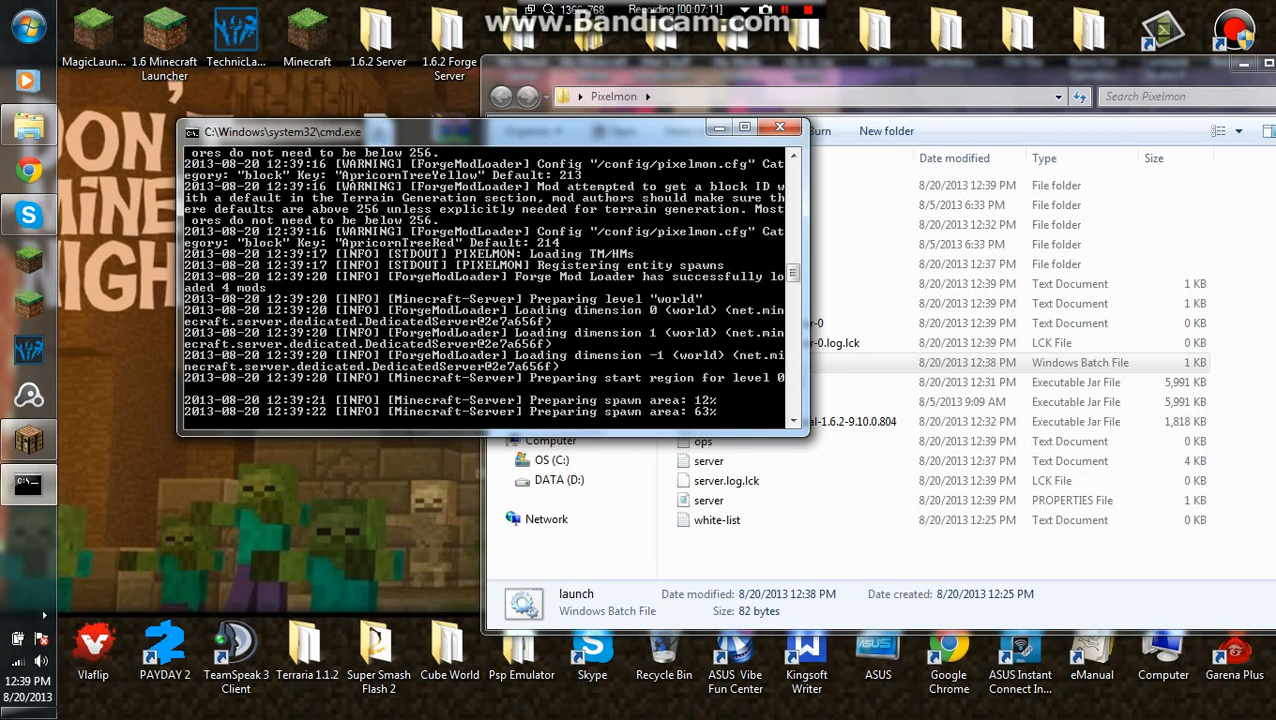 1366x768
Recording [00:07:11]
www.Bandicam.com
MagicLaun...
1.6 Minecraft
Launcher
TechnicLa...
Minecraft
1.6.2 Server
1.6.2 Forge
Server
DON'
MiNE
HIGH
Pixelmon
Search Pixelmon
Burn
New folder
C:\Windows\system32\cmd.exe
ores do not need to be below 256.
2013-08-20 12:39:16 [WARNING] [ForgeModLoader] Config "/config/pixelmon.cfg" Cat
egory: "block" Key: "ApricornTreeYellow" Default: 213
2013-08-20 12:39:16 [WARNING] [ForgeModLoader] Mod attempted to get a block ID w
ith a default in the Terrain Generation section, mod authors should make sure th
ere defaults are above 256 unless explicitly needed for terrain generation. Most
ores do not need to be below 256.
2013-08-20 12:39:16 [WARNING] [ForgeModLoader] Config "/config/pixelmon.cfg" Cat
egory: "block" Key: "ApricornTreeRed" Default: 214
2013-08-20 12:39:17 [INFO] [STDOUT] PIXELMON: Loading TM/HMs
2013-08-20 12:39:17 [INFO] [STDOUT] [PIXELMON] Registering entity spawns
2013-08-20 12:39:20 [INFO] [ForgeModLoader] Forge Mod Loader has successfully lo
aded 4 mods
2013-08-20 12:39:20 [INFO] [Minecraft-Server] Preparing level "world"
2013-08-20 12:39:20 [INFO] [ForgeModLoader] Loading dimension 0 (world) (net.min
ecraft.server.dedicated.DedicatedServer@2e7a656f)
2013-08-20 12:39:20 [INFO] [ForgeModLoader] Loading dimension 1 (world) (net.min
ecraft.server.dedicated.DedicatedServer@2e7a656f)
2013-08-20 12:39:20 [INFO] [ForgeModLoader] Loading dimension -1 (world) (net.mi
necraft.server.dedicated.DedicatedServer@2e7a656f)
2013-08-20 12:39:20 [INFO] [Minecraft-Server] Preparing start region for level 0
2013-08-20 12:39:21 [INFO] [Minecraft-Server] Preparing spawn area: 12%
2013-08-20 12:39:22 [INFO] [Minecraft-Server] Preparing spawn area: 63%
Date modified Type Size
8/20/2013 12:39 PM File folder
8/5/2013 6:33 PM File folder
8/20/2013 12:32 PM File folder
8/5/2013 6:33 PM File folder
8/20/2013 12:37 PM File folder
8/20/2013 12:39 PM Text Document 1 KB
r-0 8/20/2013 12:39 PM Text Document 0 KB
r-0.log.lck 8/20/2013 12:39 PM LCK File 0 KB
8/20/2013 12:38 PM Windows Batch File 1 KB
8/20/2013 12:31 PM Executable Jar File 5,991 KB
8/5/2013 9:09 AM Executable Jar File 5,991 KB
al-1.6.2-9.10.0.804 8/20/2013 12:26 PM Executable Jar File 1,818 KB
ops 8/20/2013 12:39 PM Text Document 0 KB
server 8/20/2013 12:37 PM Text Document 4 KB
server.log.lck 8/20/2013 12:39 PM LCK File 0 KB
server 8/20/2013 12:39 PM PROPERTIES File 1 KB
white-list 8/20/2013 12:25 PM Text Document 0 KB
Computer
OS (C:)
DATA (D:)
Network
launch Date modified: 8/20/2013 12:38 PM Date created: 8/20/2013 12:25 PM
Windows Batch File Size: 82 bytes
Vlaflip
PAYDAY 2
TeamSpeak 3
Client
Terraria 1.1.2
Super Smash
Flash 2
Cube World
Psp Emulator
Skype
Recycle Bin
ASUS Vibe
Fun Center
Kingsoft
Writer
ASUS
Google
Chrome
ASUS Instant
Connect In...
eManual
Computer
Garena Plus
12:39 PM
8/20/2013